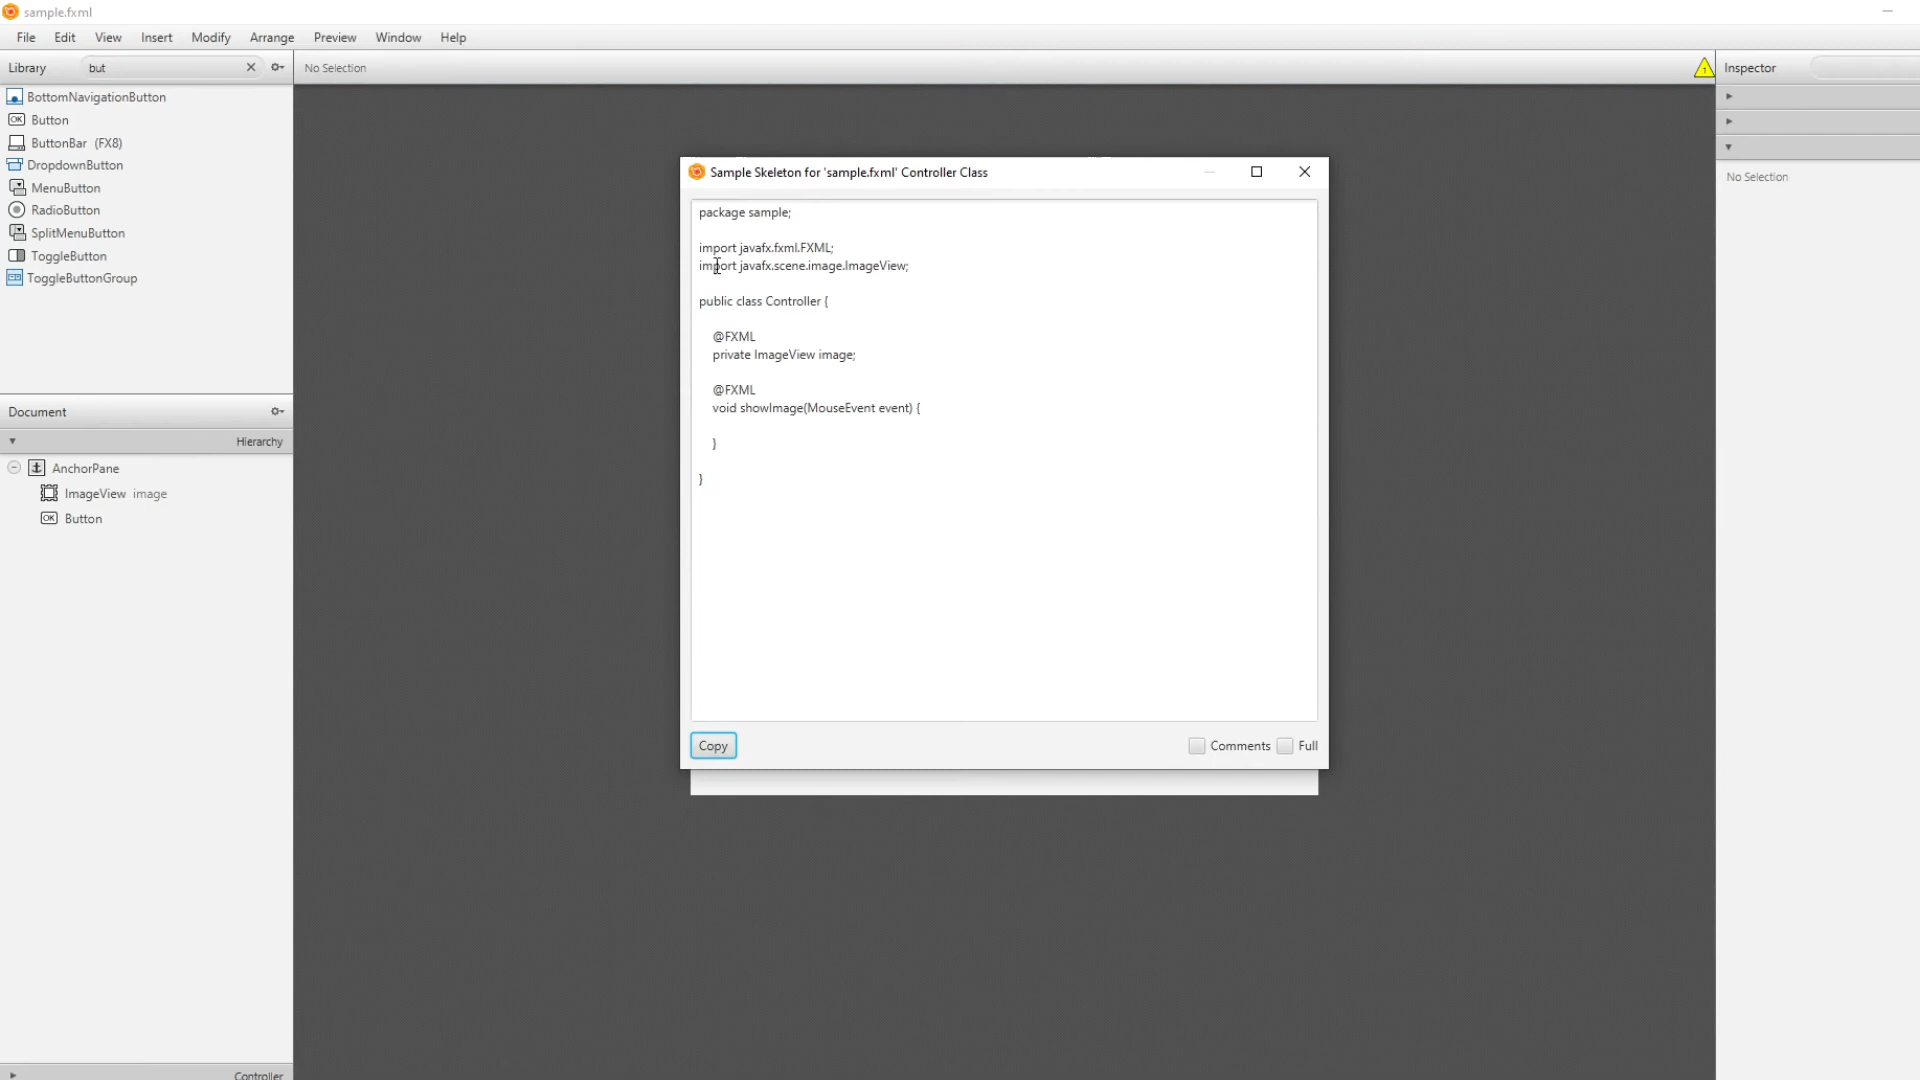 sample.fxml
File Edit View Insert Modify Arrange Preview Window Help
Library but
No Selection
Inspector
BottomNavigationButton
Button
ButtonBar (FX8)
DropdownButton
MenuButton
RadioButton
SplitMenuButton
ToggleButton
ToggleButtonGroup
Document
Hierarchy
AnchorPane
ImageView image
Button
Controller
Sample Skeleton for 'sample.fxml' Controller Class
package sample;
import javafx.fxml.FXML;
import javafx.scene.image.ImageView;
public class Controller {
@FXML
private ImageView image;
@FXML
void showImage(MouseEvent event) {
}
}
Copy
Comments Full
No Selection